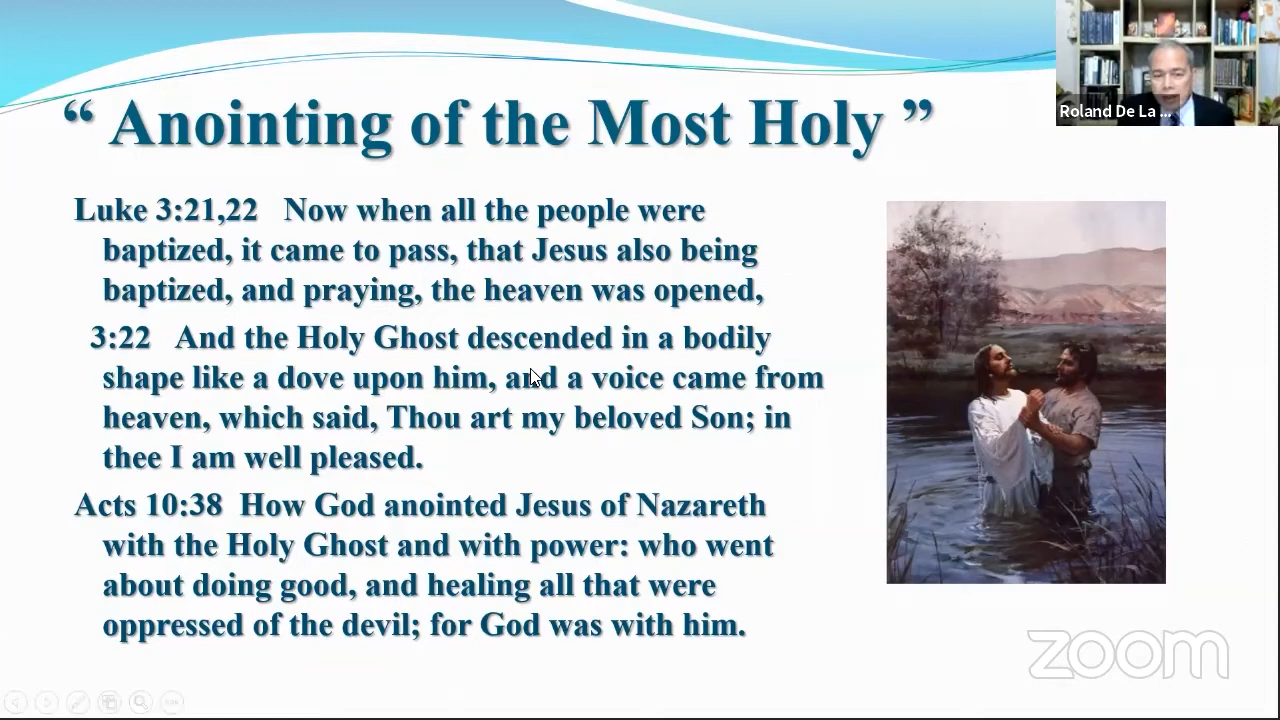 “ Anointing of the Most Holy ”
Roland De La ...
Luke 3:21,22 Now when all the people were
baptized, it came to pass, that Jesus also being
baptized, and praying, the heaven was opened,
3:22 And the Holy Ghost descended in a bodily
shape like a dove upon him, and a voice came from
heaven, which said, Thou art my beloved Son; in
thee I am well pleased.
Acts 10:38 How God anointed Jesus of Nazareth
with the Holy Ghost and with power: who went
about doing good, and healing all that were
oppressed of the devil; for God was with him.
zoom